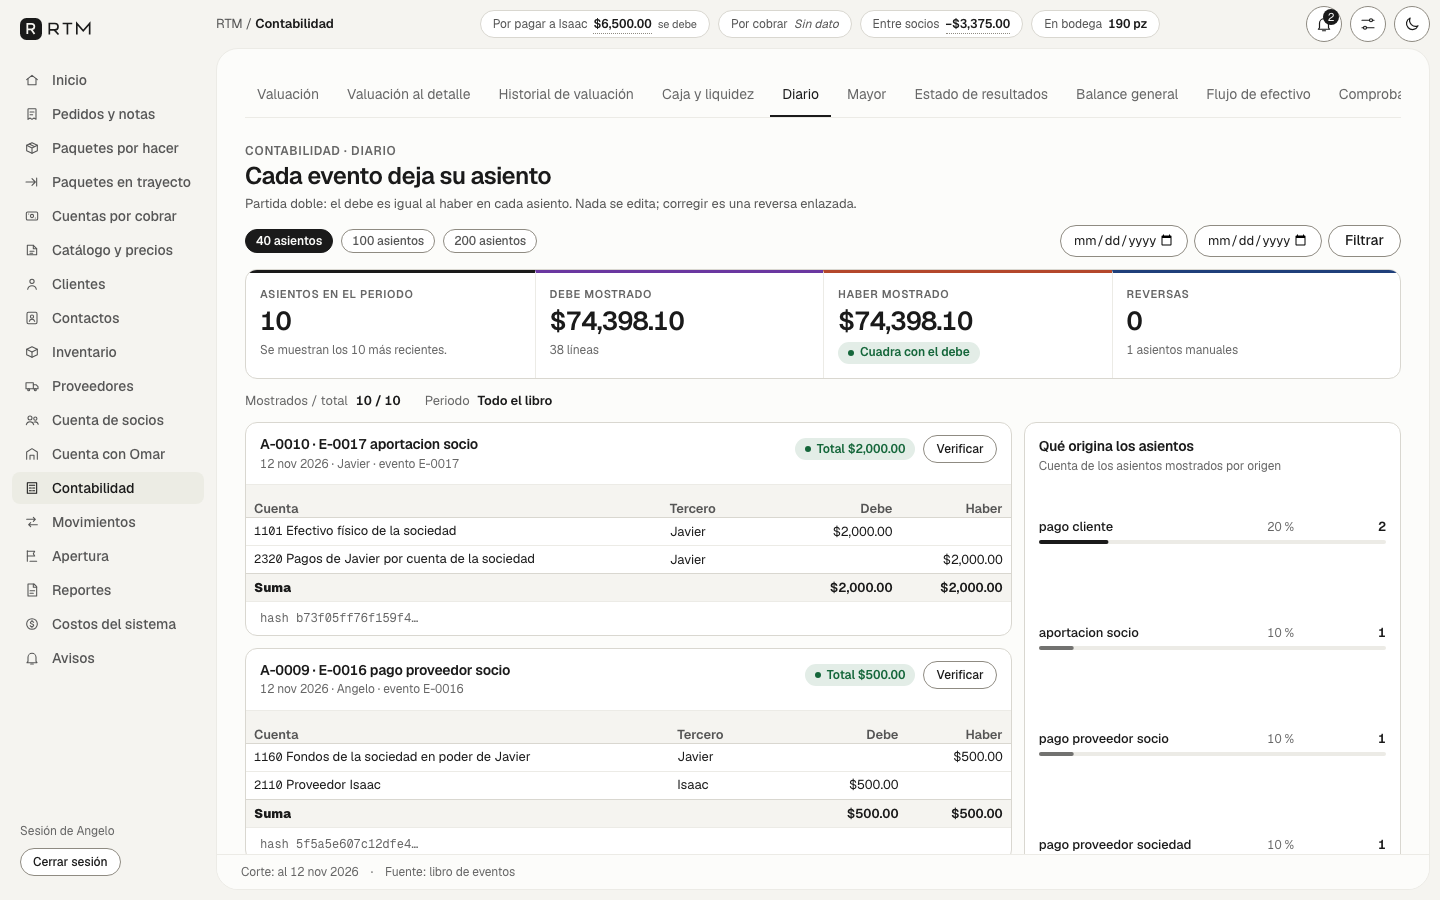 RTM
RTM / Contabilidad
Por pagar a Isaac $6,500.00 se debe
Por cobrar Sin dato
Entre socios −$3,375.00
En bodega 190 pz
2
Inicio
Pedidos y notas
Paquetes por hacer
Paquetes en trayecto
Cuentas por cobrar
Catálogo y precios
Clientes
Contactos
Inventario
Proveedores
Cuenta de socios
Cuenta con Omar
Contabilidad
Movimientos
Apertura
Reportes
Costos del sistema
Avisos
Sesión de Angelo
Cerrar sesión
Valuación Valuación al detalle Historial de valuación Caja y liquidez Diario Mayor Estado de resultados Balance general Flujo de efectivo Comproba
CONTABILIDAD · DIARIO
Cada evento deja su asiento
Partida doble: el debe es igual al haber en cada asiento. Nada se edita; corregir es una reversa enlazada.
40 asientos 100 asientos 200 asientos
mm/dd/yyyy mm/dd/yyyy Filtrar
ASIENTOS EN EL PERIODO
10
Se muestran los 10 más recientes.
DEBE MOSTRADO
$74,398.10
38 líneas
HABER MOSTRADO
$74,398.10
Cuadra con el debe
REVERSAS
0
1 asientos manuales
Mostrados / total 10 / 10 Periodo Todo el libro
A-0010 · E-0017 aportacion socio
12 nov 2026 · Javier · evento E-0017
Total $2,000.00 Verificar
Cuenta Tercero Debe Haber
1101 Efectivo físico de la sociedad Javier $2,000.00
2320 Pagos de Javier por cuenta de la sociedad Javier $2,000.00
Suma $2,000.00 $2,000.00
hash b73f05ff76f159f4…
A-0009 · E-0016 pago proveedor socio
12 nov 2026 · Angelo · evento E-0016
Total $500.00 Verificar
Cuenta Tercero Debe Haber
1160 Fondos de la sociedad en poder de Javier Javier $500.00
2110 Proveedor Isaac Isaac $500.00
Suma $500.00 $500.00
hash 5f5a5e607c12dfe4…
Qué origina los asientos
Cuenta de los asientos mostrados por origen
pago cliente 20 % 2
aportacion socio 10 % 1
pago proveedor socio 10 % 1
pago proveedor sociedad 10 % 1
Corte: al 12 nov 2026 · Fuente: libro de eventos